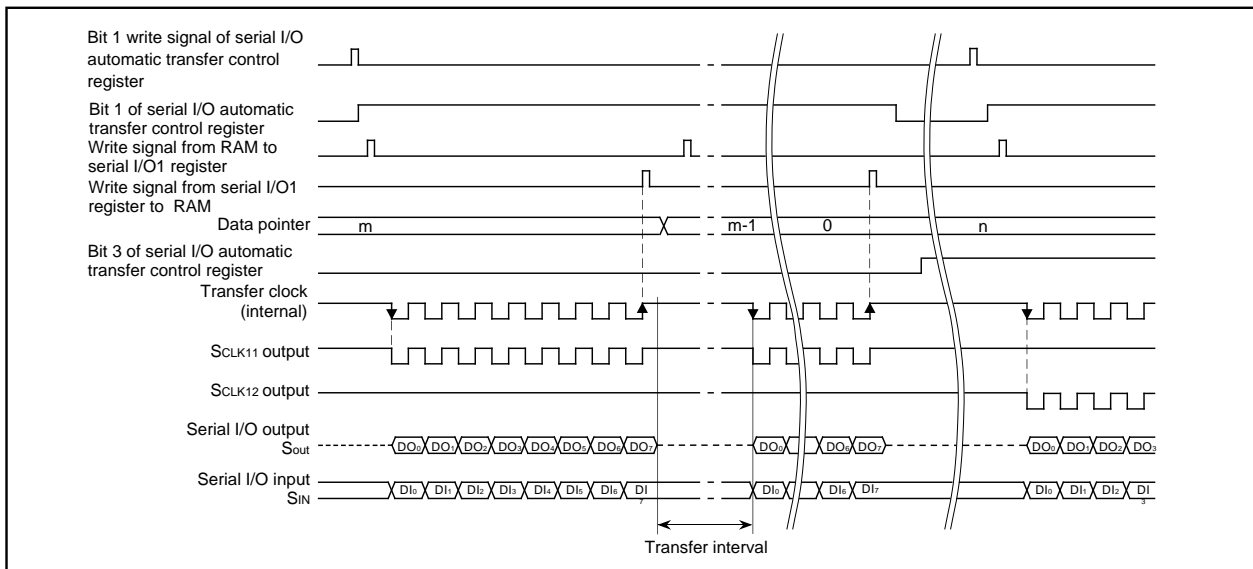 Bit 1 write signal of serial I/O
automatic transfer control
register
Bit 1 of serial I/O automatic
transfer control register
Write signal from RAM to
serial I/O1 register
Write signal from serial I/O1
register to RAM
Data pointer
m
m-1
0
n
Bit 3 of serial I/O automatic
transfer control register
Transfer clock
(internal)
SCLK11 output
SCLK12 output
Serial I/O output
Sout
DO0 DO1 DO2 DO3 DO4 DO5 DO6 DO7 DO0 DO6 DO7 DO0 DO1 DO2 DO3
Serial I/O input
SIN
DI0 DI1 DI2 DI3 DI4 DI5 DI6 DI7 DI0 DI6 DI7 DI0 DI1 DI2 DI3
Transfer interval